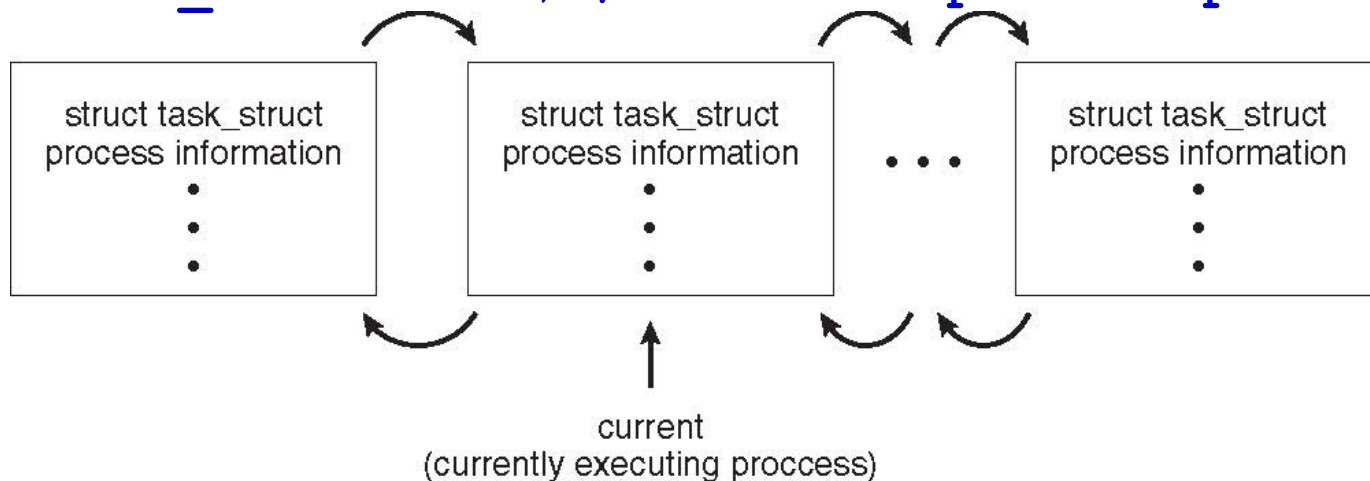 struct task_struct
process information
struct task_struct
process information
struct task_struct
process information
current
(currently executing proccess)